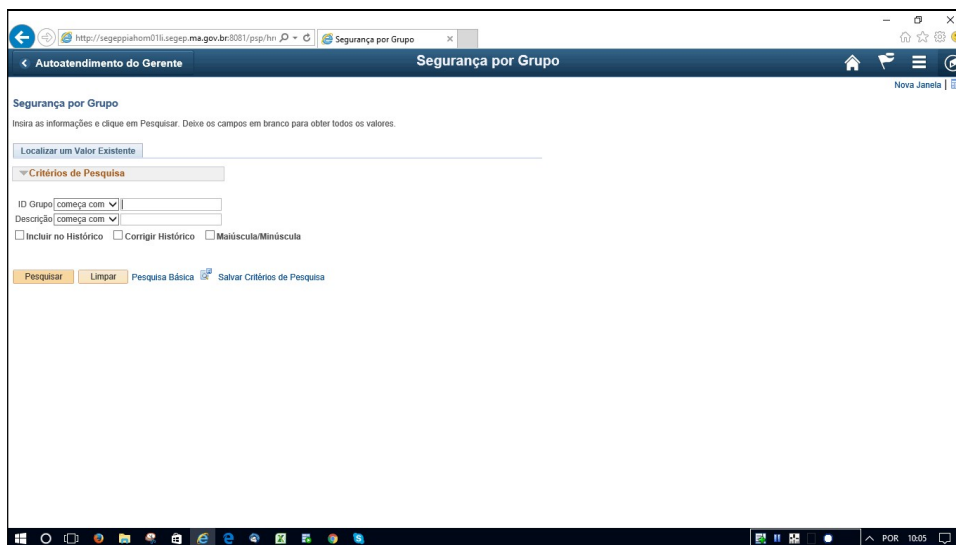 http://segeppiahom01li.segep.ma.gov.br:8081/psp/hn
Segurança por Grupo
Autoatendimento do Gerente
Segurança por Grupo
Nova Janela
Segurança por Grupo
Insira as informações e clique em Pesquisar. Deixe os campos em branco para obter todos os valores.
Localizar um Valor Existente
Critérios de Pesquisa
ID Grupo começa com
Descrição começa com
Incluir no Histórico Corrigir Histórico Maiúscula/Minúscula
Pesquisar Limpar Pesquisa Básica Salvar Critérios de Pesquisa
POR 10:05